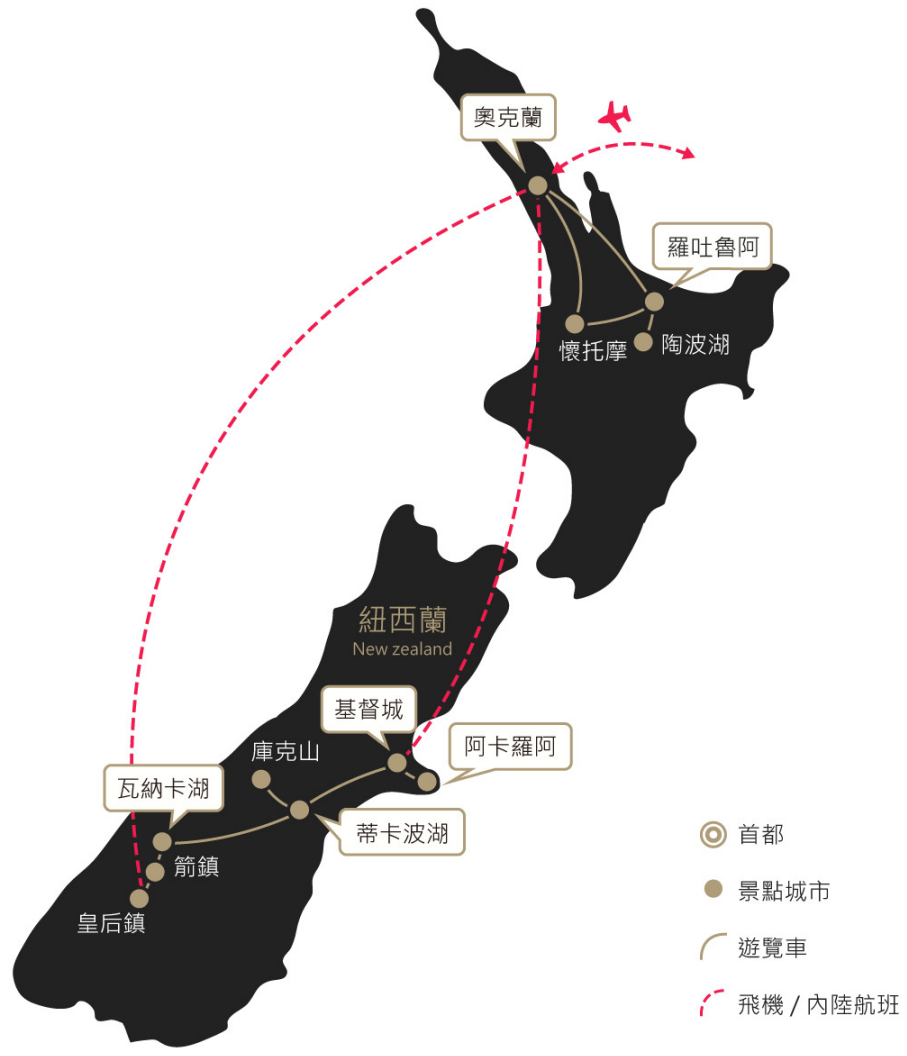 奧克蘭
羅吐魯阿
懷托摩
陶波湖
紐西蘭
New zealand
基督城
阿卡羅阿
庫克山
瓦納卡湖
蒂卡波湖
箭鎮
皇后鎮
首都
景點城市
遊覽車
飛機 / 內陸航班